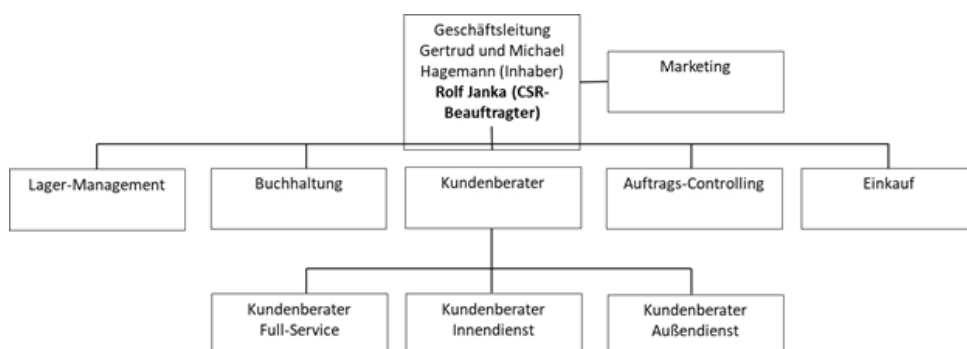 Geschäftsleitung
Gertrud und Michael
Hagemann (Inhaber)
Rolf Janka (CSR-
Beauftragter)
Marketing
Lager-Management
Buchhaltung
Kundenberater
Auftrags-Controlling
Einkauf
Kundenberater
Full-Service
Kundenberater
Innendienst
Kundenberater
Außendienst